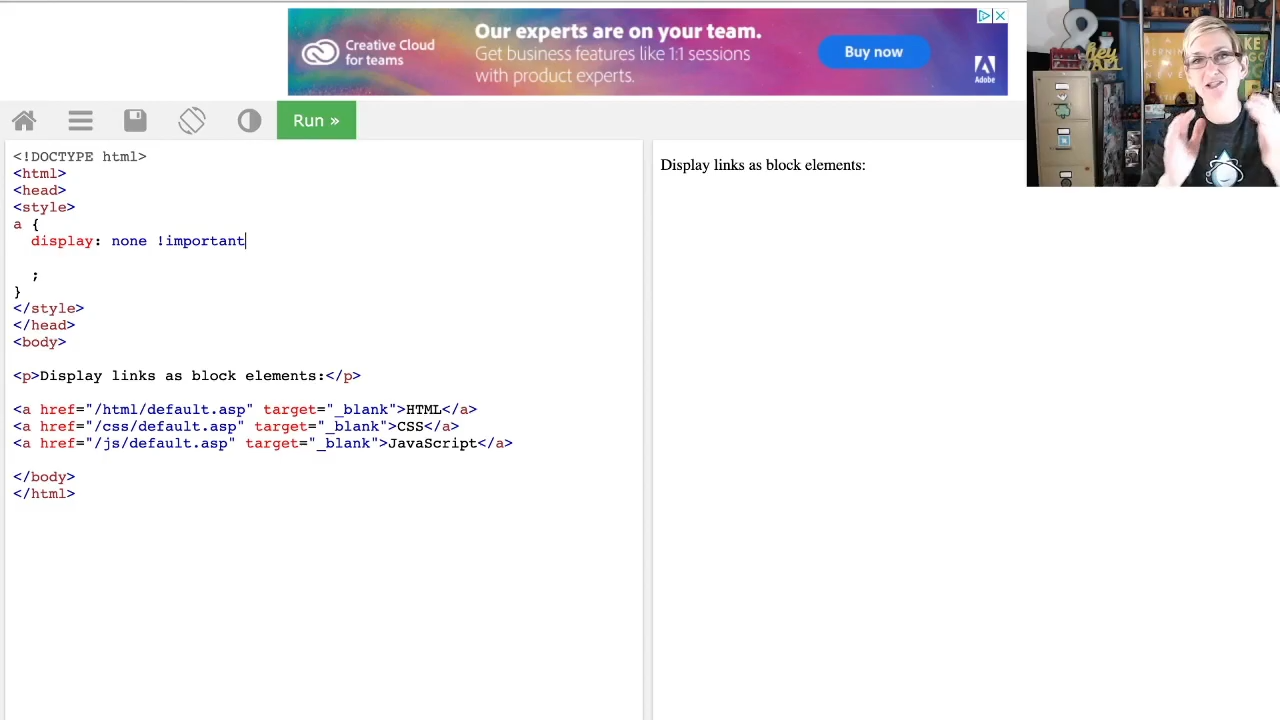 Creative Cloud
for teams
Our experts are on your team.
Get business features like 1:1 sessions
with product experts.
Buy now
Adobe
Run »
<!DOCTYPE html>
<html>
<head>
<style>
a {
  display: none !important

  ;
}
</style>
</head>
<body>

<p>Display links as block elements:</p>

<a href="/html/default.asp" target="_blank">HTML</a>
<a href="/css/default.asp" target="_blank">CSS</a>
<a href="/js/default.asp" target="_blank">JavaScript</a>

</body>
</html>
Display links as block elements:
hey